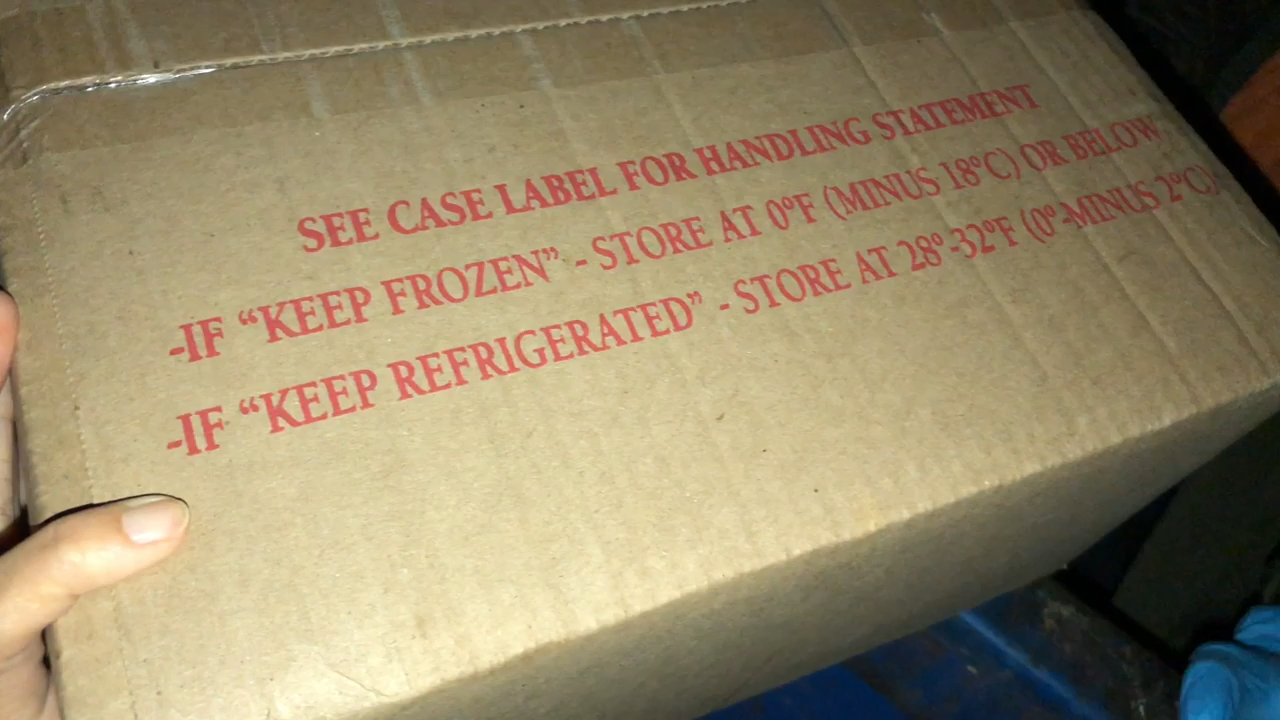 SEE CASE LABEL FOR HANDLING STATEMENT
-IF “KEEP FROZEN” - STORE AT 0°F (MINUS 18°C) OR BELOW
-IF “KEEP REFRIGERATED” - STORE AT 28°-32°F (0°-MINUS 2°C)